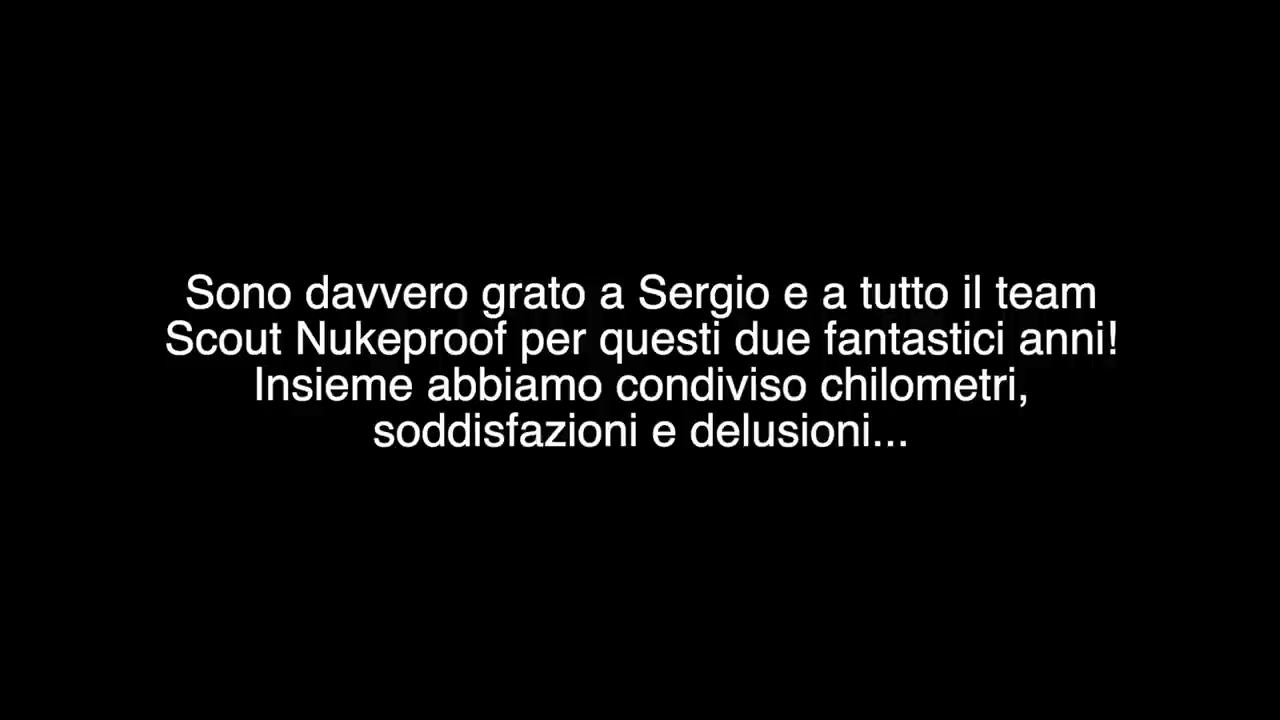 Sono davvero grato a Sergio e a tutto il team
Scout Nukeproof per questi due fantastici anni!
Insieme abbiamo condiviso chilometri,
soddisfazioni e delusioni...